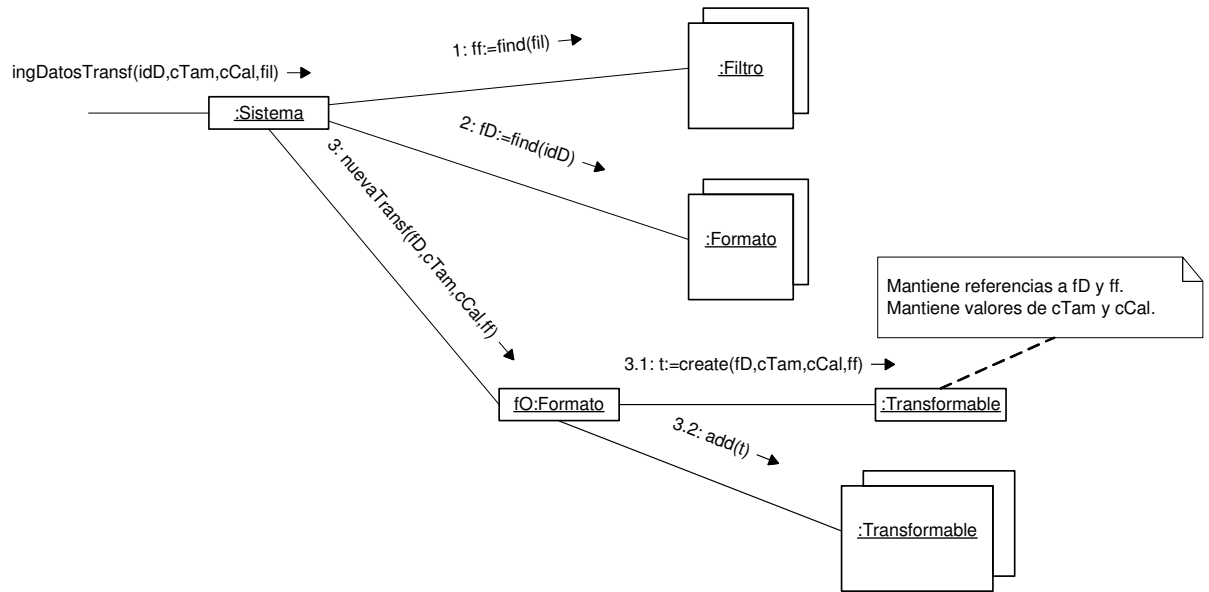 1: ff:=find(fil)
ingDatosTransf(idD,cTam,cCal,fil)
:Filtro
:Sistema
2: fD:=find(idD)
3: nuevaTransf(fD,cTam,cCal,ff)
:Formato
Mantiene referencias a fD y ff.
Mantiene valores de cTam y cCal.
3.1: t:=create(fD,cTam,cCal,ff)
fO:Formato
:Transformable
3.2: add(t)
:Transformable